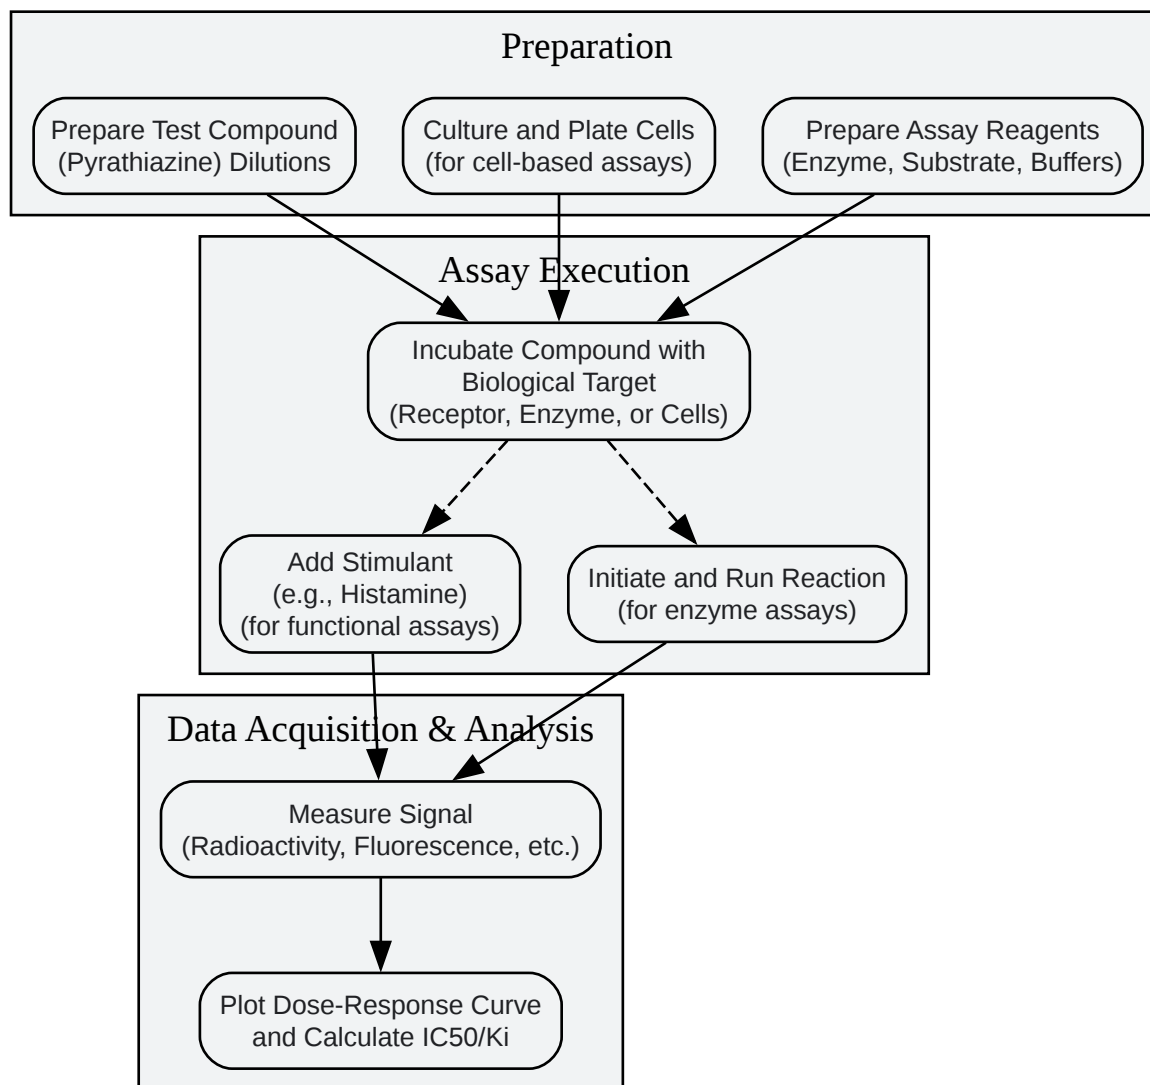 Preparation
Prepare Test Compound
(Pyrathiazine) Dilutions
Culture and Plate Cells
(for cell-based assays)
Prepare Assay Reagents
(Enzyme, Substrate, Buffers)
Assay Execution
Incubate Compound with
Biological Target
(Receptor, Enzyme, or Cells)
Add Stimulant
(e.g., Histamine)
(for functional assays)
Initiate and Run Reaction
(for enzyme assays)
Data Acquisition & Analysis
Measure Signal
(Radioactivity, Fluorescence, etc.)
Plot Dose-Response Curve
and Calculate IC50/Ki